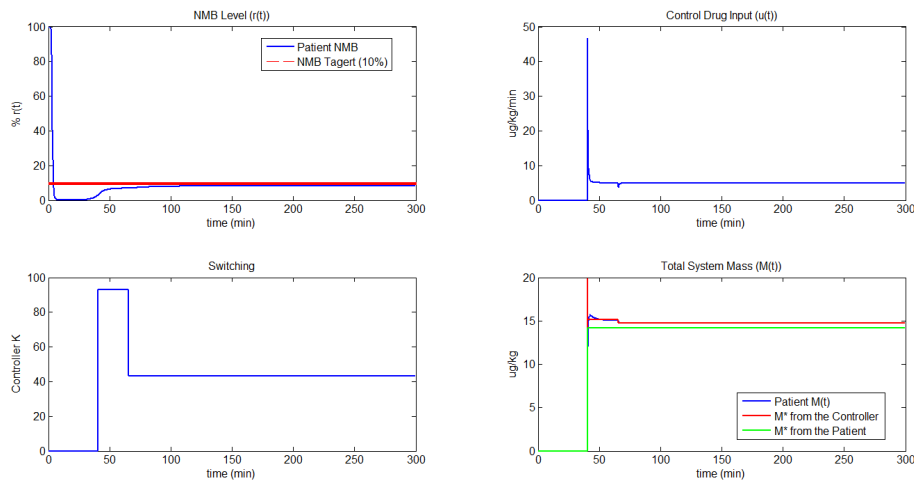 NMB Level (r(t))
% r(t)
100
80
60
40
20
0
Patient NMB
NMB Tagert (10%)
0 50 100 150 200 250 300
time (min)
Control Drug Input (u(t))
ug/kg/min
50
40
30
20
10
0
0 50 100 150 200 250 300
time (min)
Switching
Controller K
100
80
60
40
20
0
0 50 100 150 200 250 300
time (min)
Total System Mass (M(t))
ug/kg
20
15
10
5
0
Patient M(t)
M* from the Controller
M* from the Patient
0 50 100 150 200 250 300
time (min)